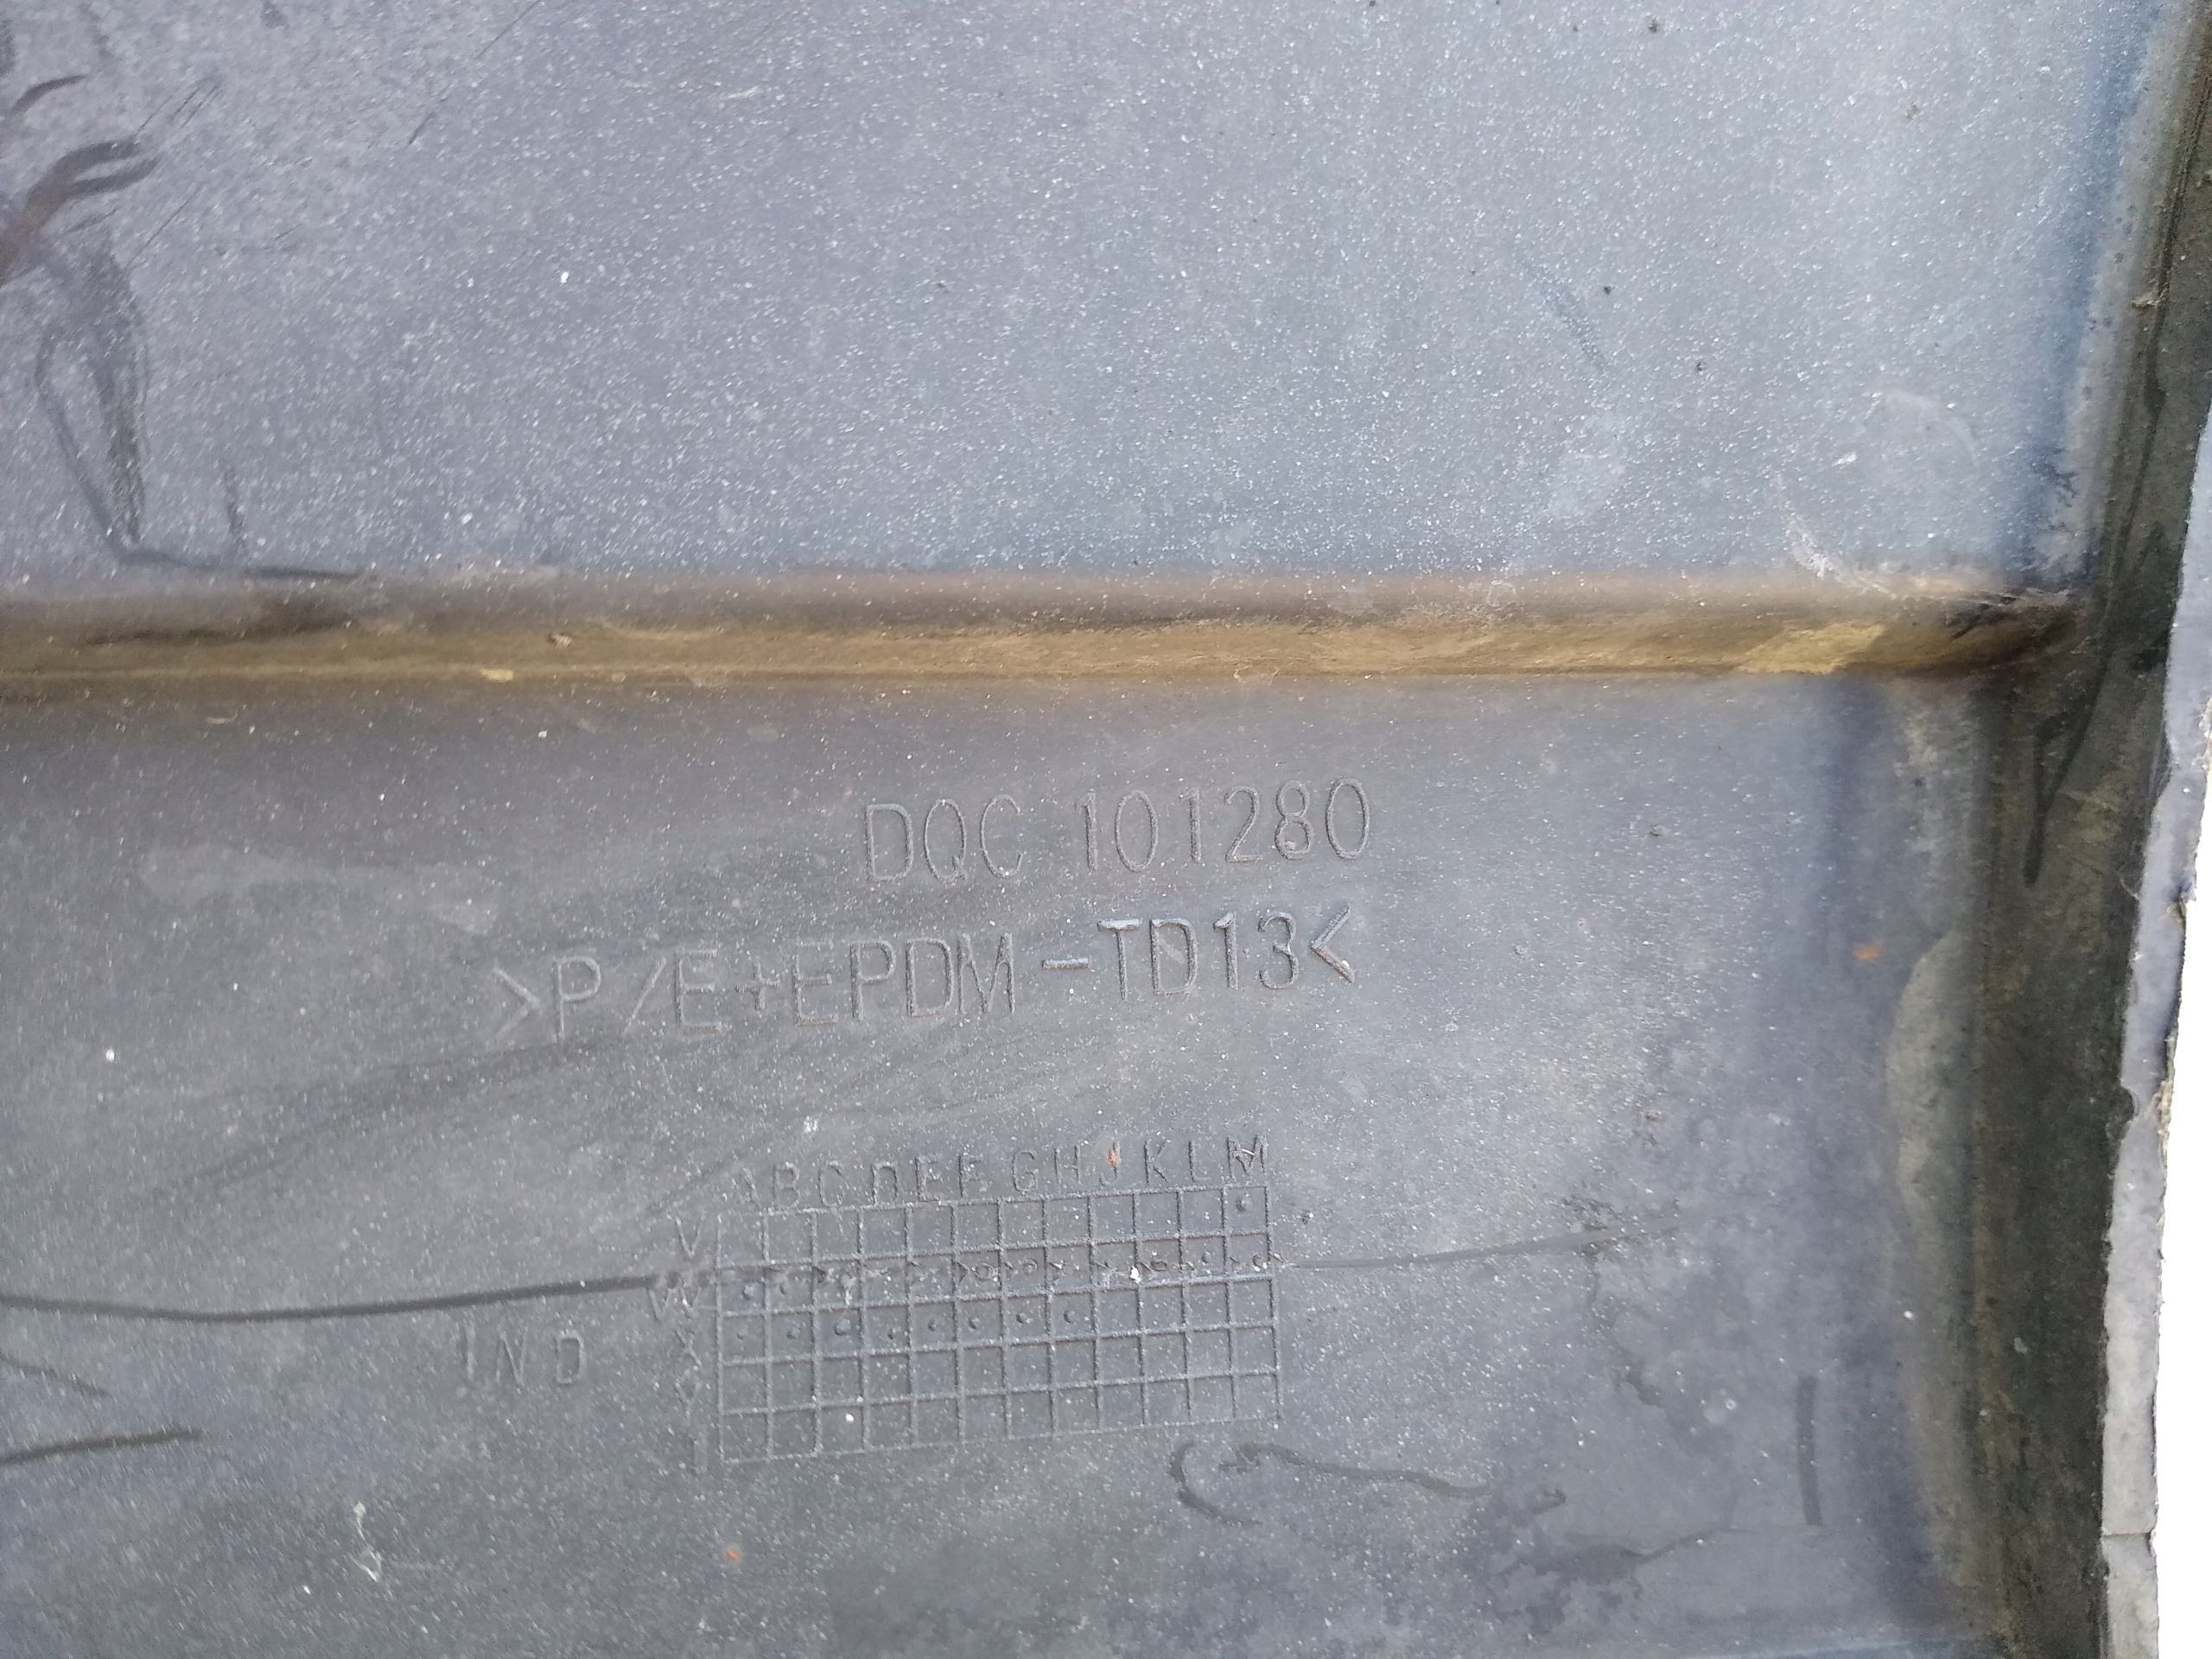 DQC 101280
>P/E+EPDM-TD13<
ABCDEFGHJKLM
V
W
IND
X
Y